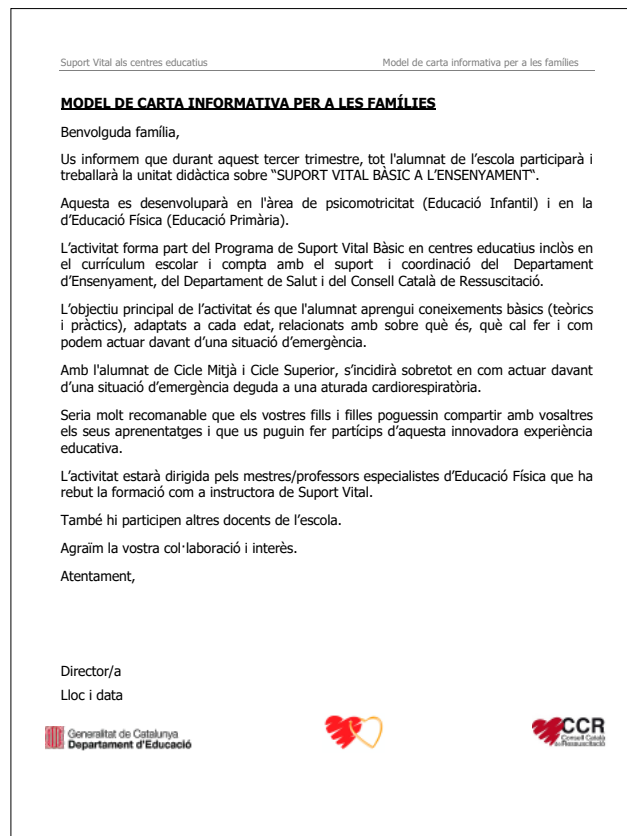 Suport Vital als centres educatius Model de carta informativa per a les famílies
MODEL DE CARTA INFORMATIVA PER A LES FAMÍLIES
Benvolguda família,
Us informem que durant aquest tercer trimestre, tot l'alumnat de l’escola participarà i
treballarà la unitat didàctica sobre “SUPORT VITAL BÀSIC A L’ENSENYAMENT“.
Aquesta es desenvoluparà en l'àrea de psicomotricitat (Educació Infantil) i en la
d’Educació Física (Educació Primària).
L’activitat forma part del Programa de Suport Vital Bàsic en centres educatius inclòs en
el currículum escolar i compta amb el suport i coordinació del Departament
d’Ensenyament, del Departament de Salut i del Consell Català de Ressuscitació.
L’objectiu principal de l’activitat és que l'alumnat aprengui coneixements bàsics (teòrics
i pràctics), adaptats a cada edat, relacionats amb sobre què és, què cal fer i com
podem actuar davant d’una situació d’emergència.
Amb l'alumnat de Cicle Mitjà i Cicle Superior, s’incidirà sobretot en com actuar davant
d’una situació d’emergència deguda a una aturada cardiorespiratòria.
Seria molt recomanable que els vostres fills i filles poguessin compartir amb vosaltres
els seus aprenentatges i que us puguin fer partícips d’aquesta innovadora experiència
educativa.
L’activitat estarà dirigida pels mestres/professors especialistes d’Educació Física que ha
rebut la formació com a instructora de Suport Vital.
També hi participen altres docents de l’escola.
Agraïm la vostra col·laboració i interès.
Atentament,
Director/a
Lloc i data
Generalitat de Catalunya
Departament d'Educació
CCR
Consell Català
de Ressuscitació